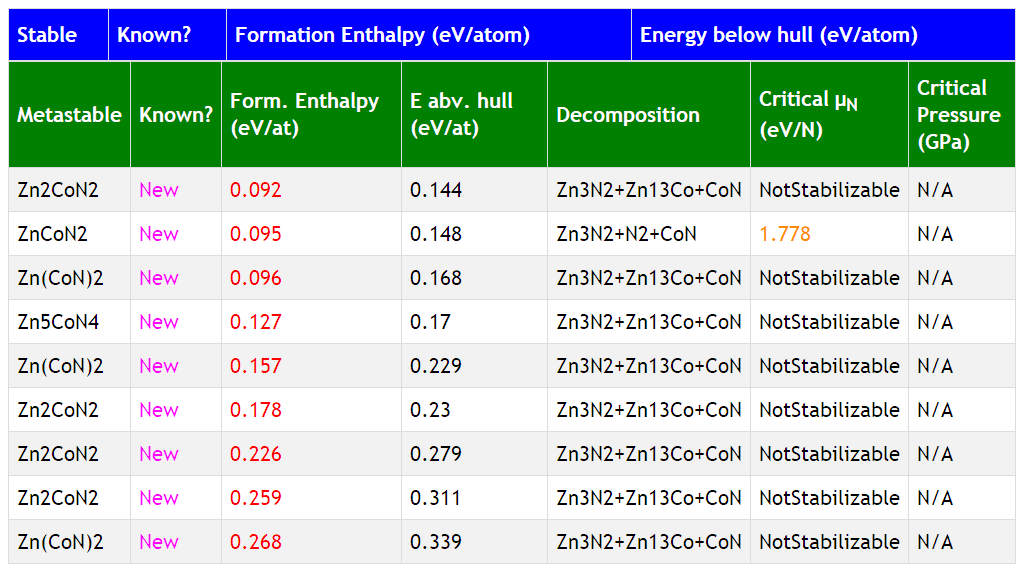 Stable Known? Formation Enthalpy (eV/atom) Energy below hull (eV/atom)
Metastable Known? Form. Enthalpy (eV/at) E abv. hull (eV/at) Decomposition Critical μN (eV/N) Critical Pressure (GPa)
Zn2CoN2 New 0.092 0.144 Zn3N2+Zn13Co+CoN NotStabilizable N/A
ZnCoN2 New 0.095 0.148 Zn3N2+N2+CoN 1.778 N/A
Zn(CoN)2 New 0.096 0.168 Zn3N2+Zn13Co+CoN NotStabilizable N/A
Zn5CoN4 New 0.127 0.17 Zn3N2+Zn13Co+CoN NotStabilizable N/A
Zn(CoN)2 New 0.157 0.229 Zn3N2+Zn13Co+CoN NotStabilizable N/A
Zn2CoN2 New 0.178 0.23 Zn3N2+Zn13Co+CoN NotStabilizable N/A
Zn2CoN2 New 0.226 0.279 Zn3N2+Zn13Co+CoN NotStabilizable N/A
Zn2CoN2 New 0.259 0.311 Zn3N2+Zn13Co+CoN NotStabilizable N/A
Zn(CoN)2 New 0.268 0.339 Zn3N2+Zn13Co+CoN NotStabilizable N/A